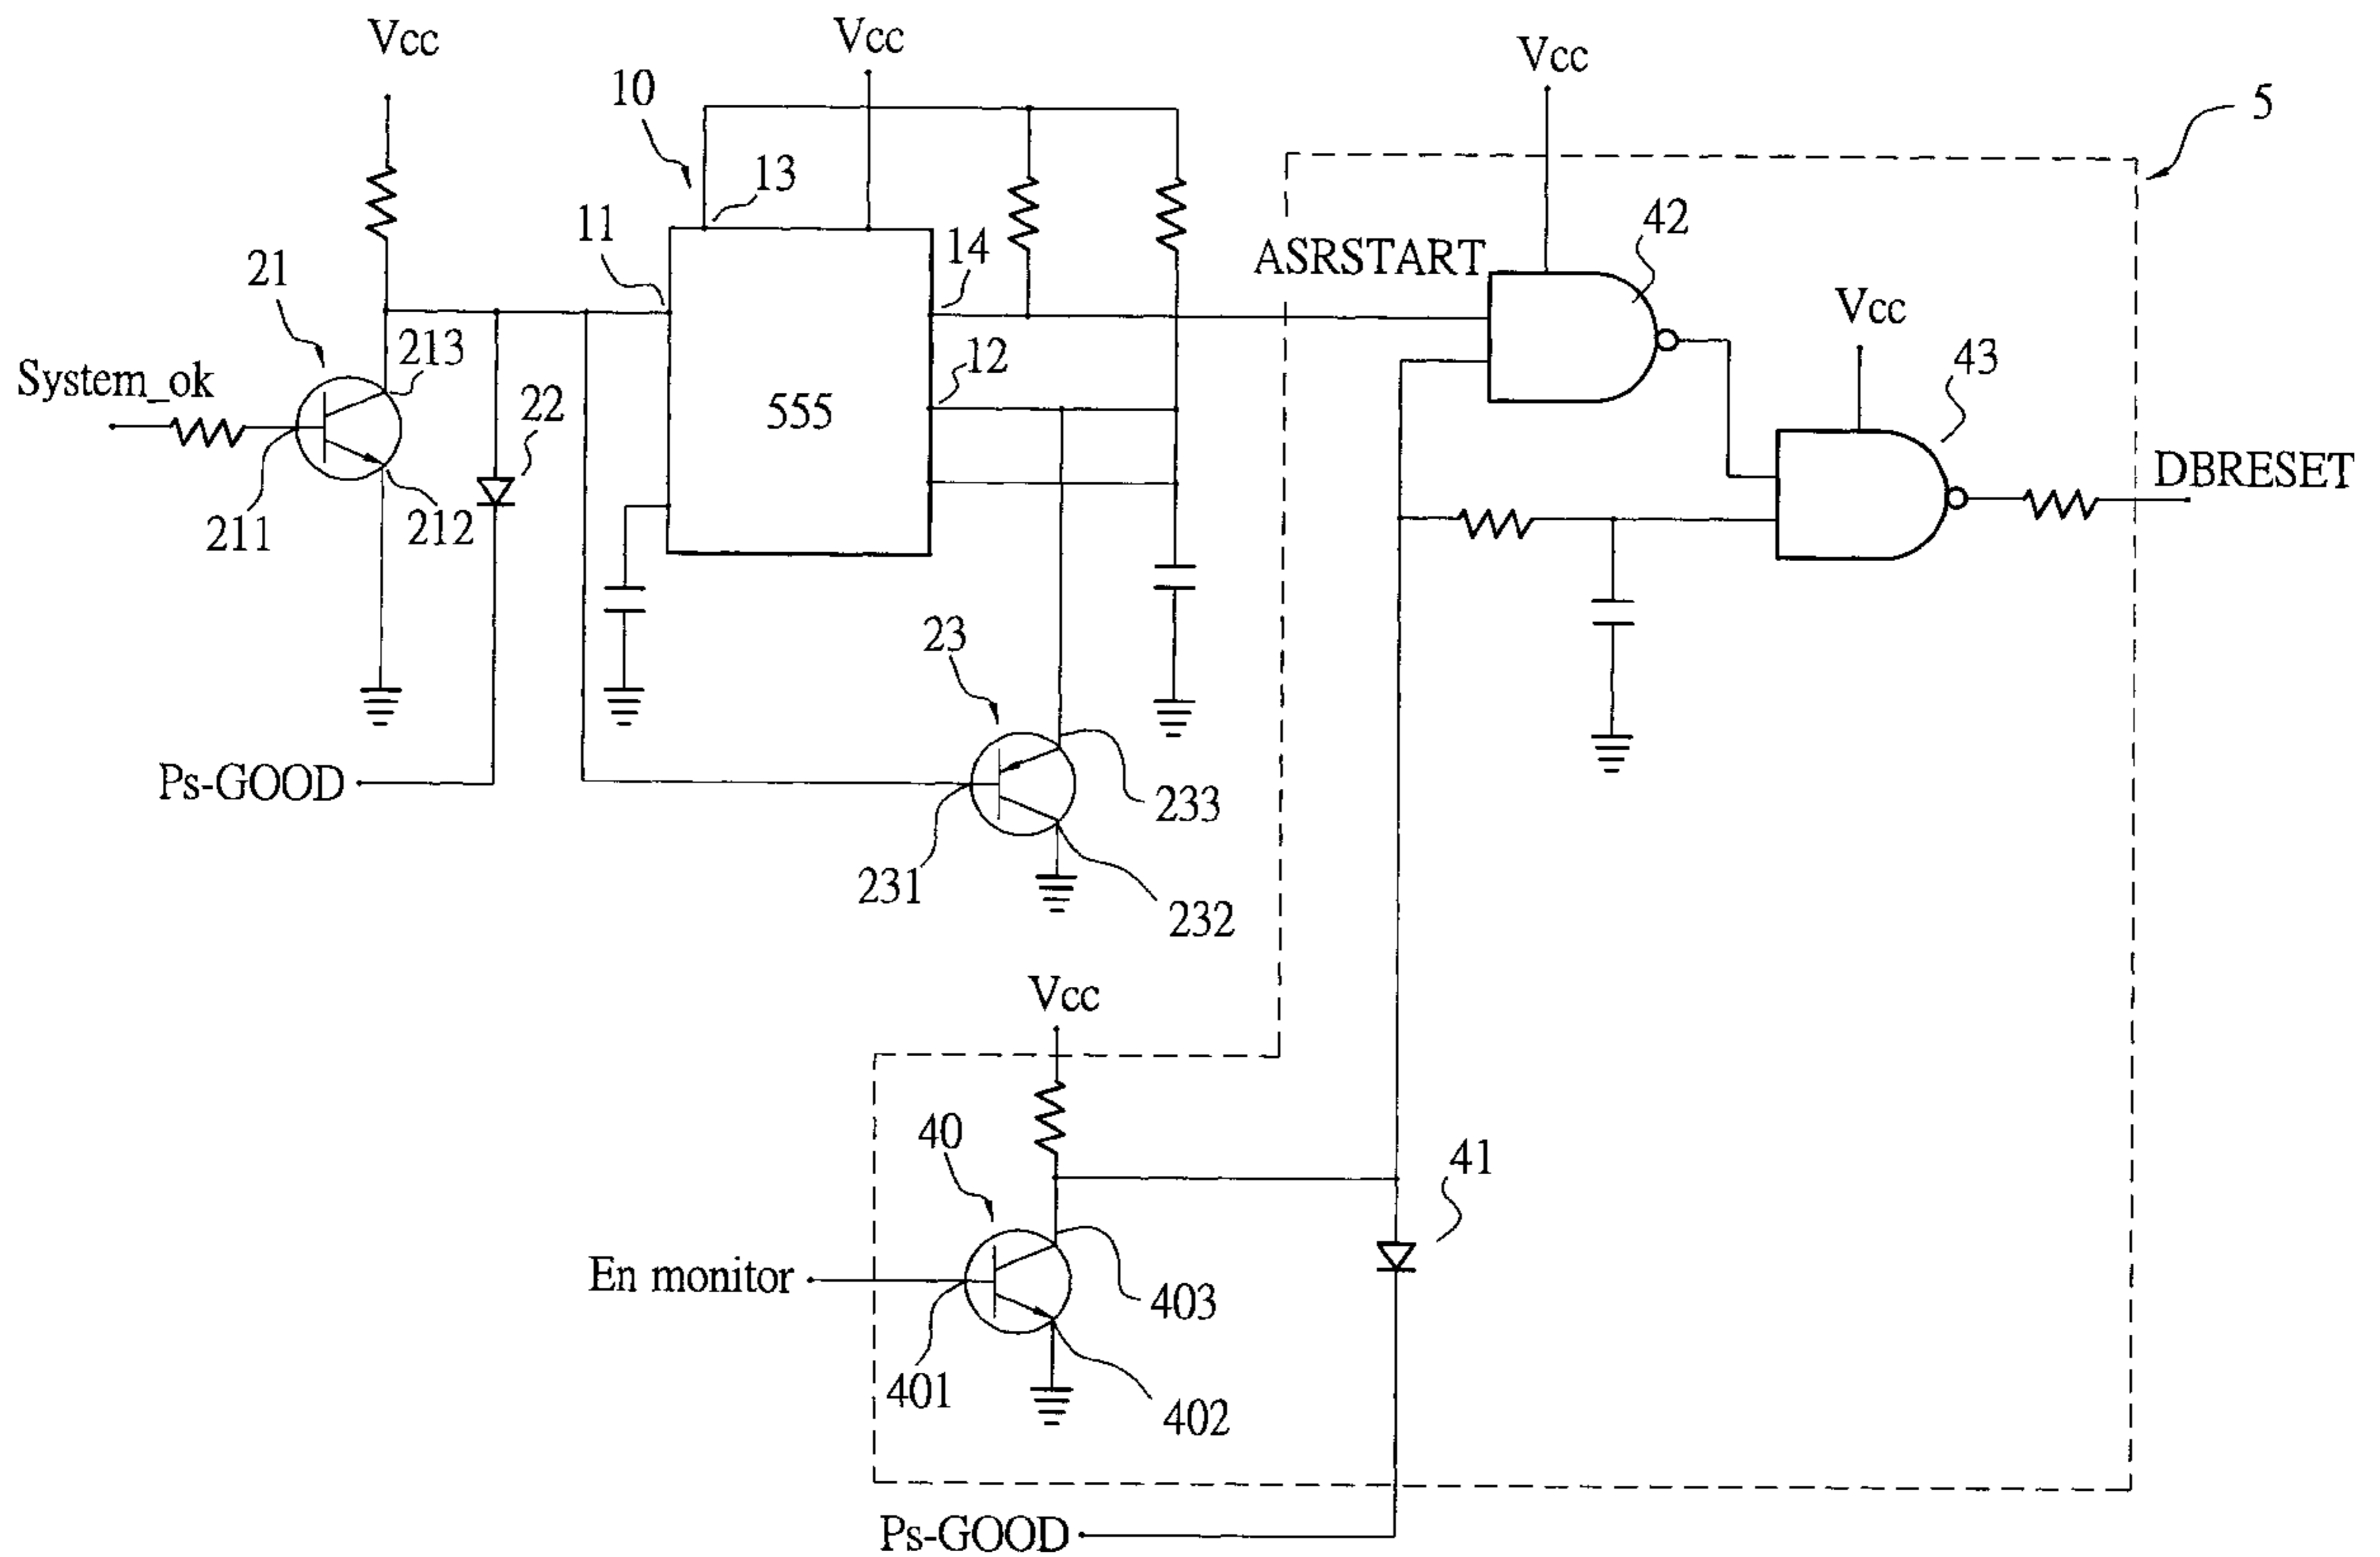 Vcc
Vcc
Vcc
5
10
13
42
11
14
ASRSTART
21
Vcc
213
12
43
System_ok
22
555
DBRESET
211
212
23
Ps-GOOD
233
231
232
Vcc
40
41
En monitor
403
401
402
Ps-GOOD